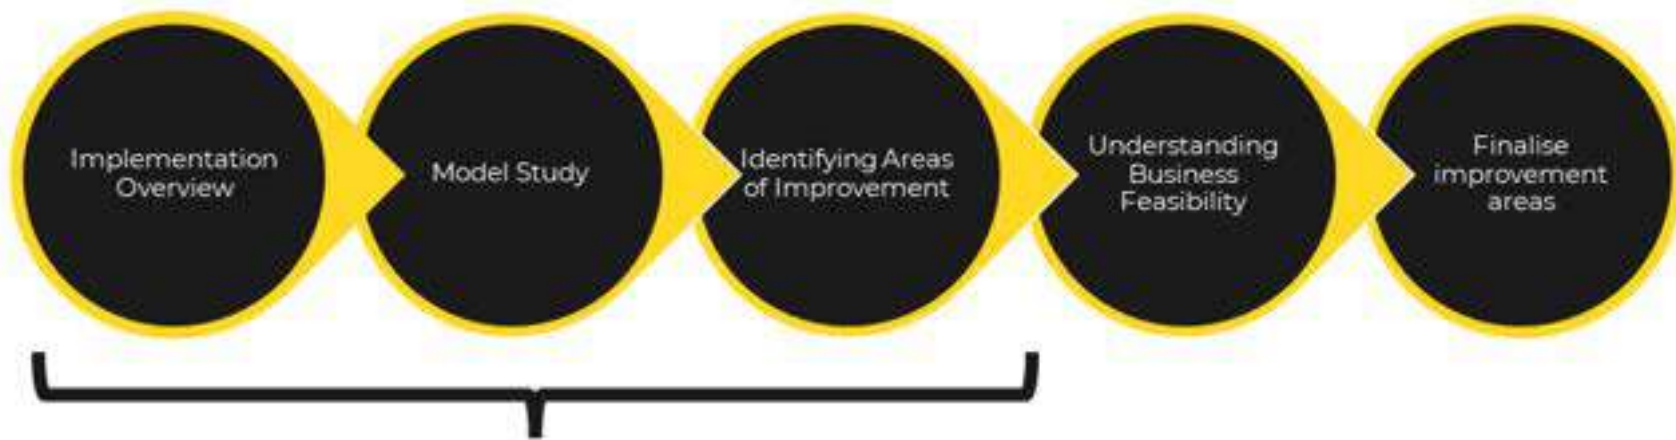 Implementation
Overview
Model Study
Identifying Areas
of Improvement
Understanding
Business
Feasibility
Finalise
improvement
areas